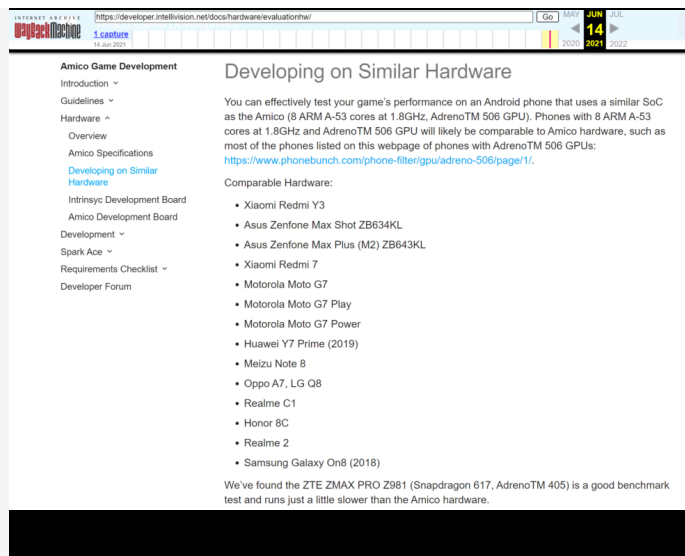 INTERNET ARCHIVE
WayBackMachine
https://developer.intellivision.net/docs/hardware/evaluationhw/
Go
MAY JUN JUL
1 capture
14 Jun 2021
14
2020 2021 2022
Amico Game Development
Introduction
Guidelines
Hardware
Overview
Amico Specifications
Developing on Similar
Hardware
Intrinsyc Development Board
Amico Development Board
Development
Spark Ace
Requirements Checklist
Developer Forum
Developing on Similar Hardware
You can effectively test your game's performance on an Android phone that uses a similar SoC
as the Amico (8 ARM A-53 cores at 1.8GHz, AdrenoTM 506 GPU). Phones with 8 ARM A-53
cores at 1.8GHz and AdrenoTM 506 GPU will likely be comparable to Amico hardware, such as
most of the phones listed on this webpage of phones with AdrenoTM 506 GPUs:
https://www.phonebunch.com/phone-filter/gpu/adreno-506/page/1/.
Comparable Hardware:
• Xiaomi Redmi Y3
• Asus Zenfone Max Shot ZB634KL
• Asus Zenfone Max Plus (M2) ZB643KL
• Xiaomi Redmi 7
• Motorola Moto G7
• Motorola Moto G7 Play
• Motorola Moto G7 Power
• Huawei Y7 Prime (2019)
• Meizu Note 8
• Oppo A7, LG Q8
• Realme C1
• Honor 8C
• Realme 2
• Samsung Galaxy On8 (2018)
We've found the ZTE ZMAX PRO Z981 (Snapdragon 617, AdrenoTM 405) is a good benchmark
test and runs just a little slower than the Amico hardware.